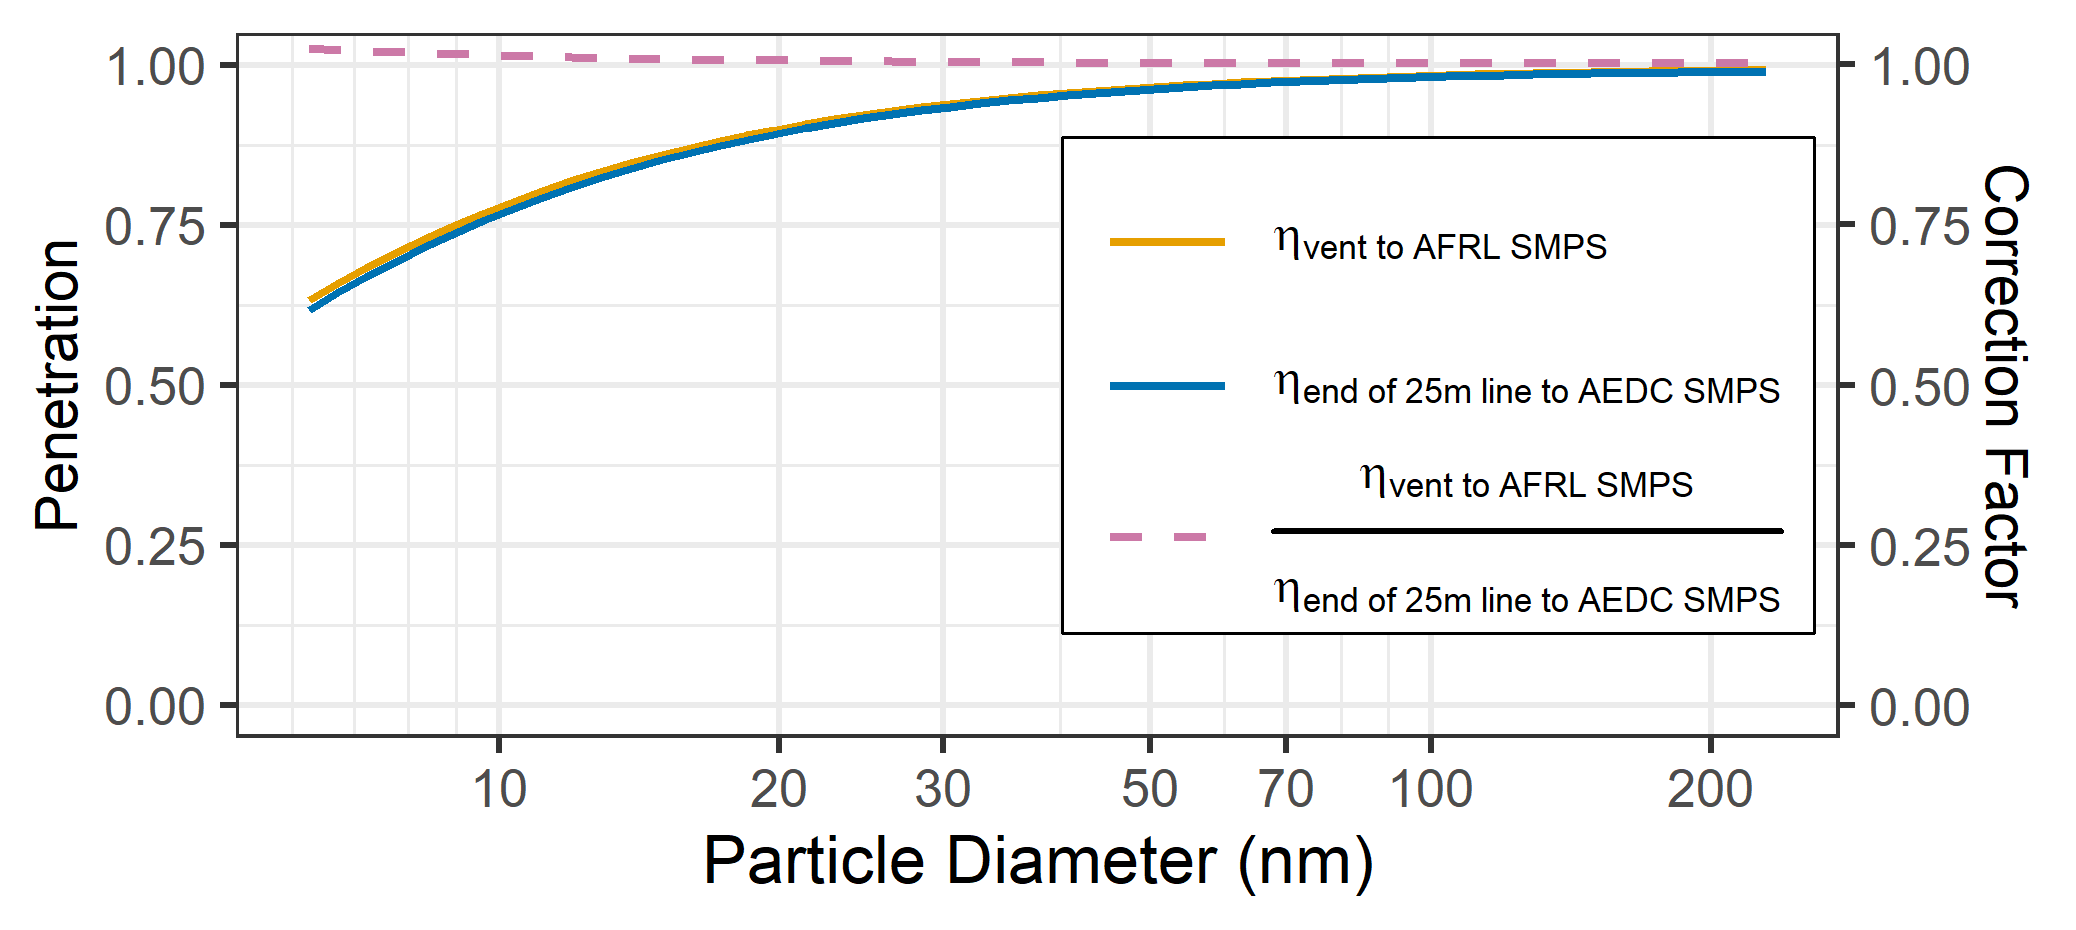 Penetration
1.00
0.75
0.50
0.25
0.00
10 20 30 50 70 100 200
Particle Diameter (nm)
1.00
0.75
0.50
0.25
0.00
Correction Factor
ηvent to AFRL SMPS
ηend of 25m line to AEDC SMPS
ηvent to AFRL SMPS
ηend of 25m line to AEDC SMPS